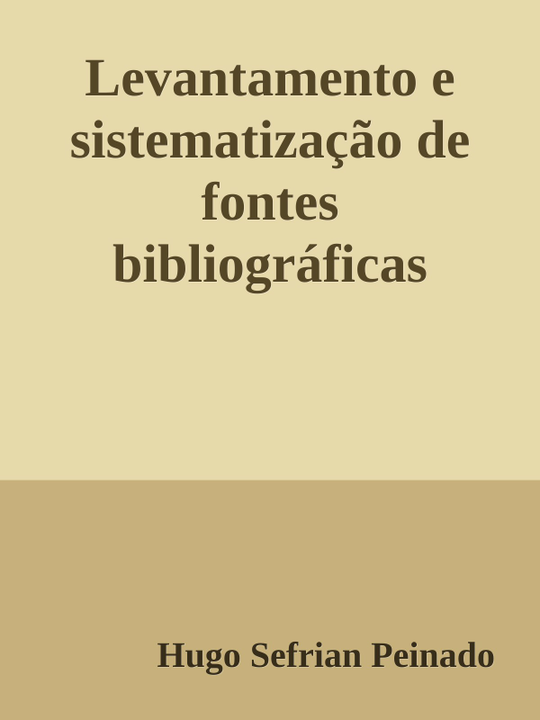 Levantamento e
sistematização de
fontes
bibliográficas
Hugo Sefrian Peinado